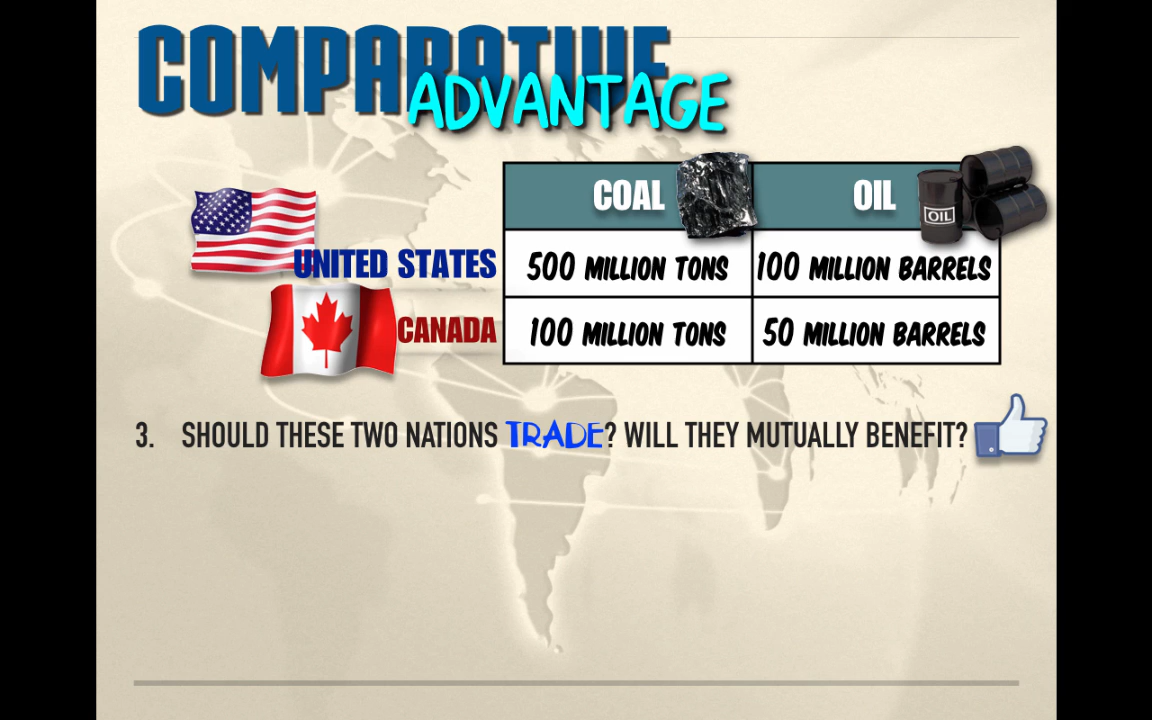 COMPARATIVE
ADVANTAGE
COAL OIL
OIL
UNITED STATES 500 MILLION TONS 100 MILLION BARRELS
CANADA 100 MILLION TONS 50 MILLION BARRELS
3. SHOULD THESE TWO NATIONS TRADE? WILL THEY MUTUALLY BENEFIT?